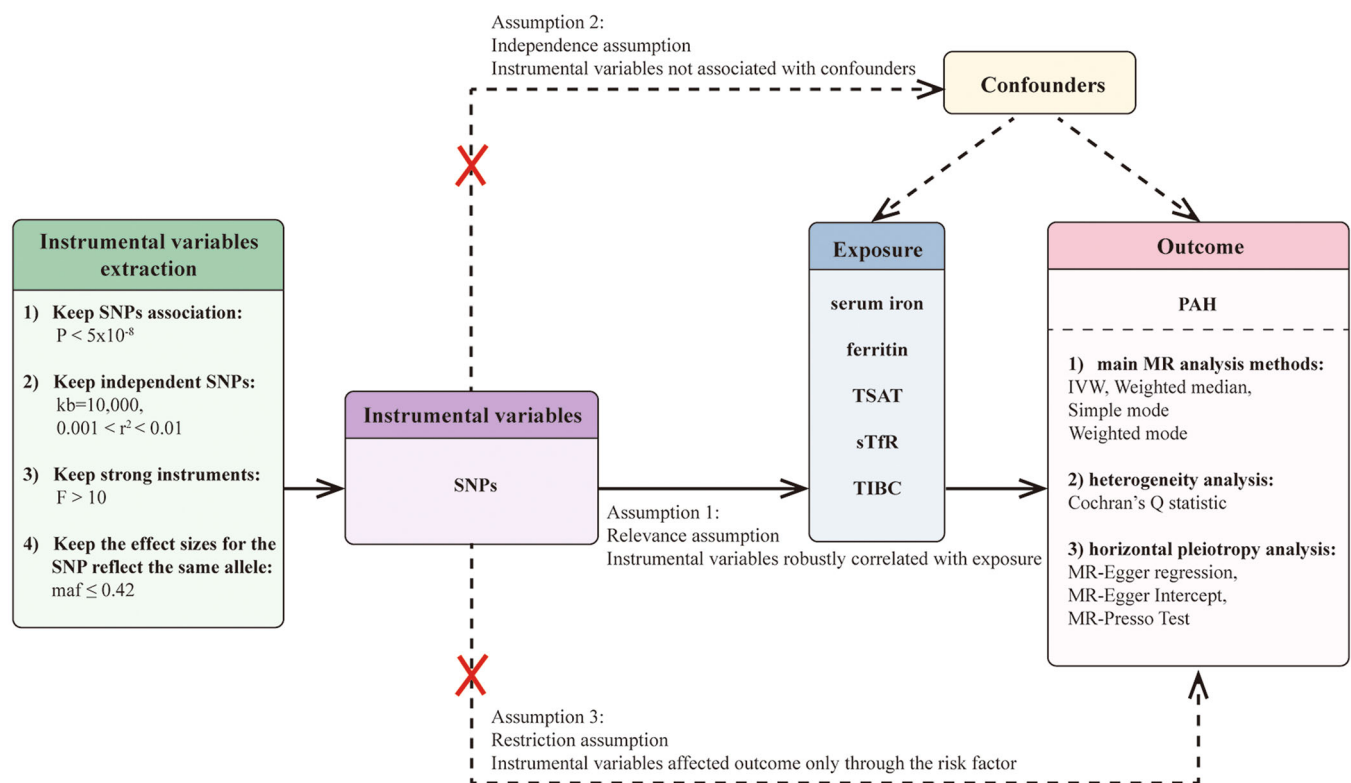 Assumption 2:
Independence assumption
Instrumental variables not associated with confounders
Confounders
Instrumental variables
extraction
1) Keep SNPs association:
P < 5x10⁻⁸
2) Keep independent SNPs:
kb=10,000,
0.001 < r² < 0.01
3) Keep strong instruments:
F > 10
4) Keep the effect sizes for the
SNP reflect the same allele:
maf ≤ 0.42
Instrumental variables
SNPs
Assumption 1:
Relevance assumption
Instrumental variables robustly correlated with exposure
Exposure
serum iron
ferritin
TSAT
sTfR
TIBC
Outcome
PAH
1) main MR analysis methods:
IVW, Weighted median,
Simple mode
Weighted mode
2) heterogeneity analysis:
Cochran’s Q statistic
3) horizontal pleiotropy analysis:
MR-Egger regression,
MR-Egger Intercept,
MR-Presso Test
Assumption 3:
Restriction assumption
Instrumental variables affected outcome only through the risk factor